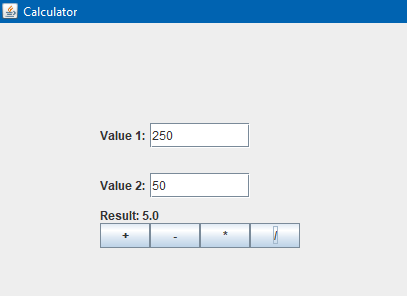 Calculator
Value 1: 250
Value 2: 50
Result: 5.0
+ - * /